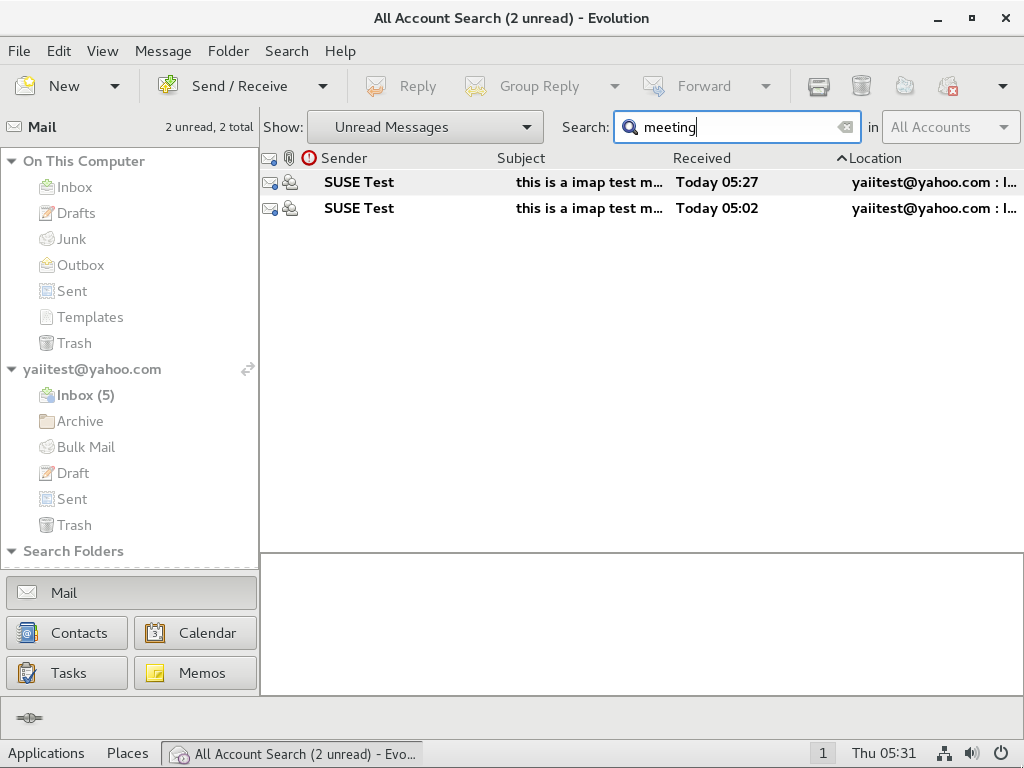 All Account Search (2 unread) - Evolution
File Edit View Message Folder Search Help
New Send / Receive Reply Group Reply Forward
Mail 2 unread, 2 total Show: Unread Messages Search: meeting in All Accounts
Sender Subject Received Location
SUSE Test this is a imap test m... Today 05:27 yaiitest@yahoo.com : I...
SUSE Test this is a imap test m... Today 05:02 yaiitest@yahoo.com : I...
On This Computer
Inbox
Drafts
Junk
Outbox
Sent
Templates
Trash
yaiitest@yahoo.com
Inbox (5)
Archive
Bulk Mail
Draft
Sent
Trash
Search Folders
Mail
Contacts Calendar
Tasks Memos
Applications Places All Account Search (2 unread) - Evo... 1 Thu 05:31